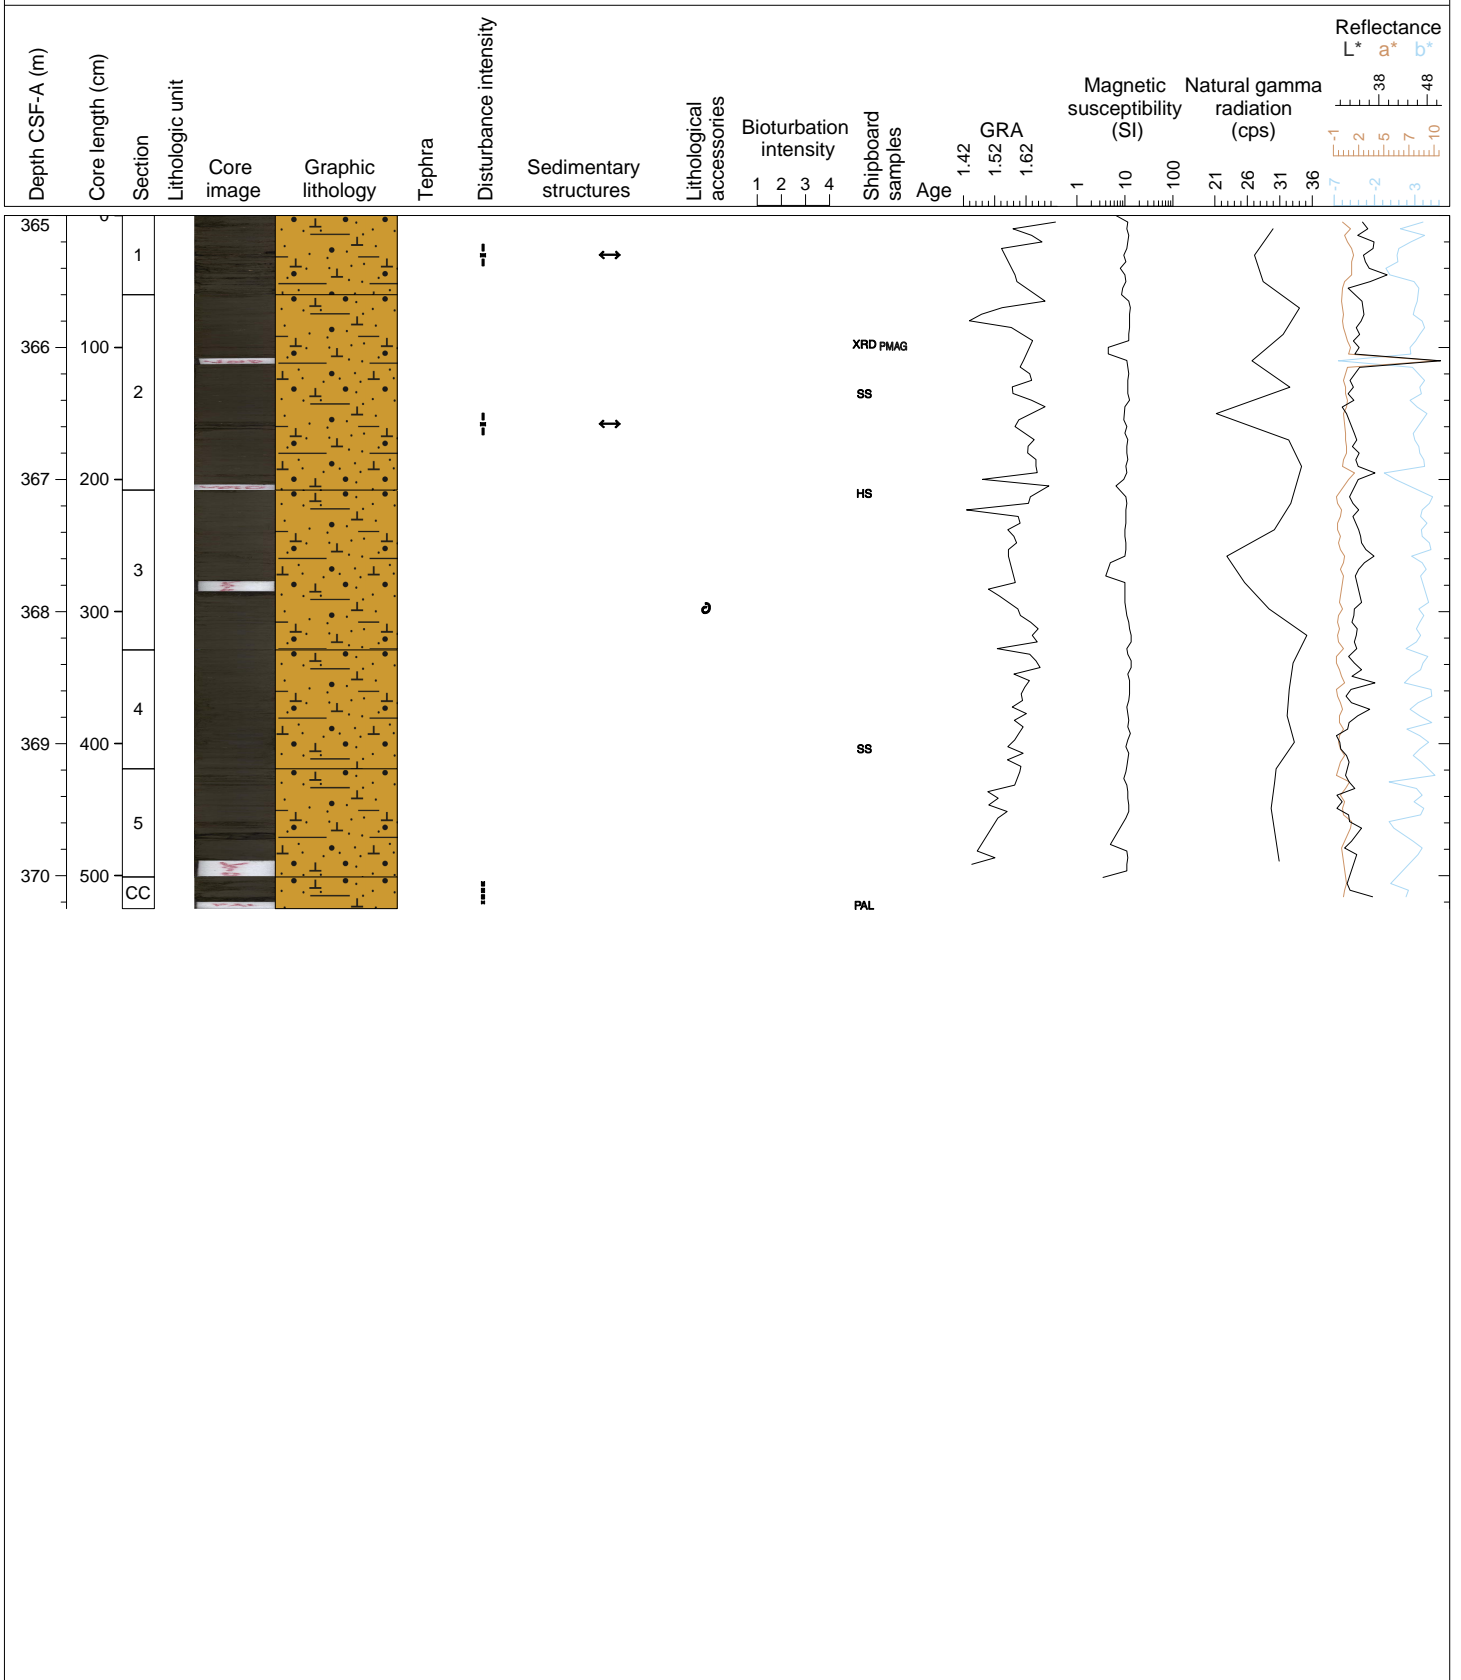 Depth CSF-A (m)
Core length (cm)
Section
Lithologic unit
Core
image
Graphic
lithology
Tephra
Disturbance intensity
Sedimentary
structures
Lithological
accessories
Bioturbation
intensity
1 2 3 4
Shipboard
samples
Age
GRA
1.42 1.52 1.62
Magnetic
susceptibility
(SI)
1 10 100
Natural gamma
radiation
(cps)
21 26 31 36
Reflectance
L* a* b*
38 48
-1 2 5 7 10
-7 -2 3
365 0
1
366 100
XRD PMAG
2
SS
367 200
HS
3
368 300
4
369 400
SS
5
370 500
CC
PAL